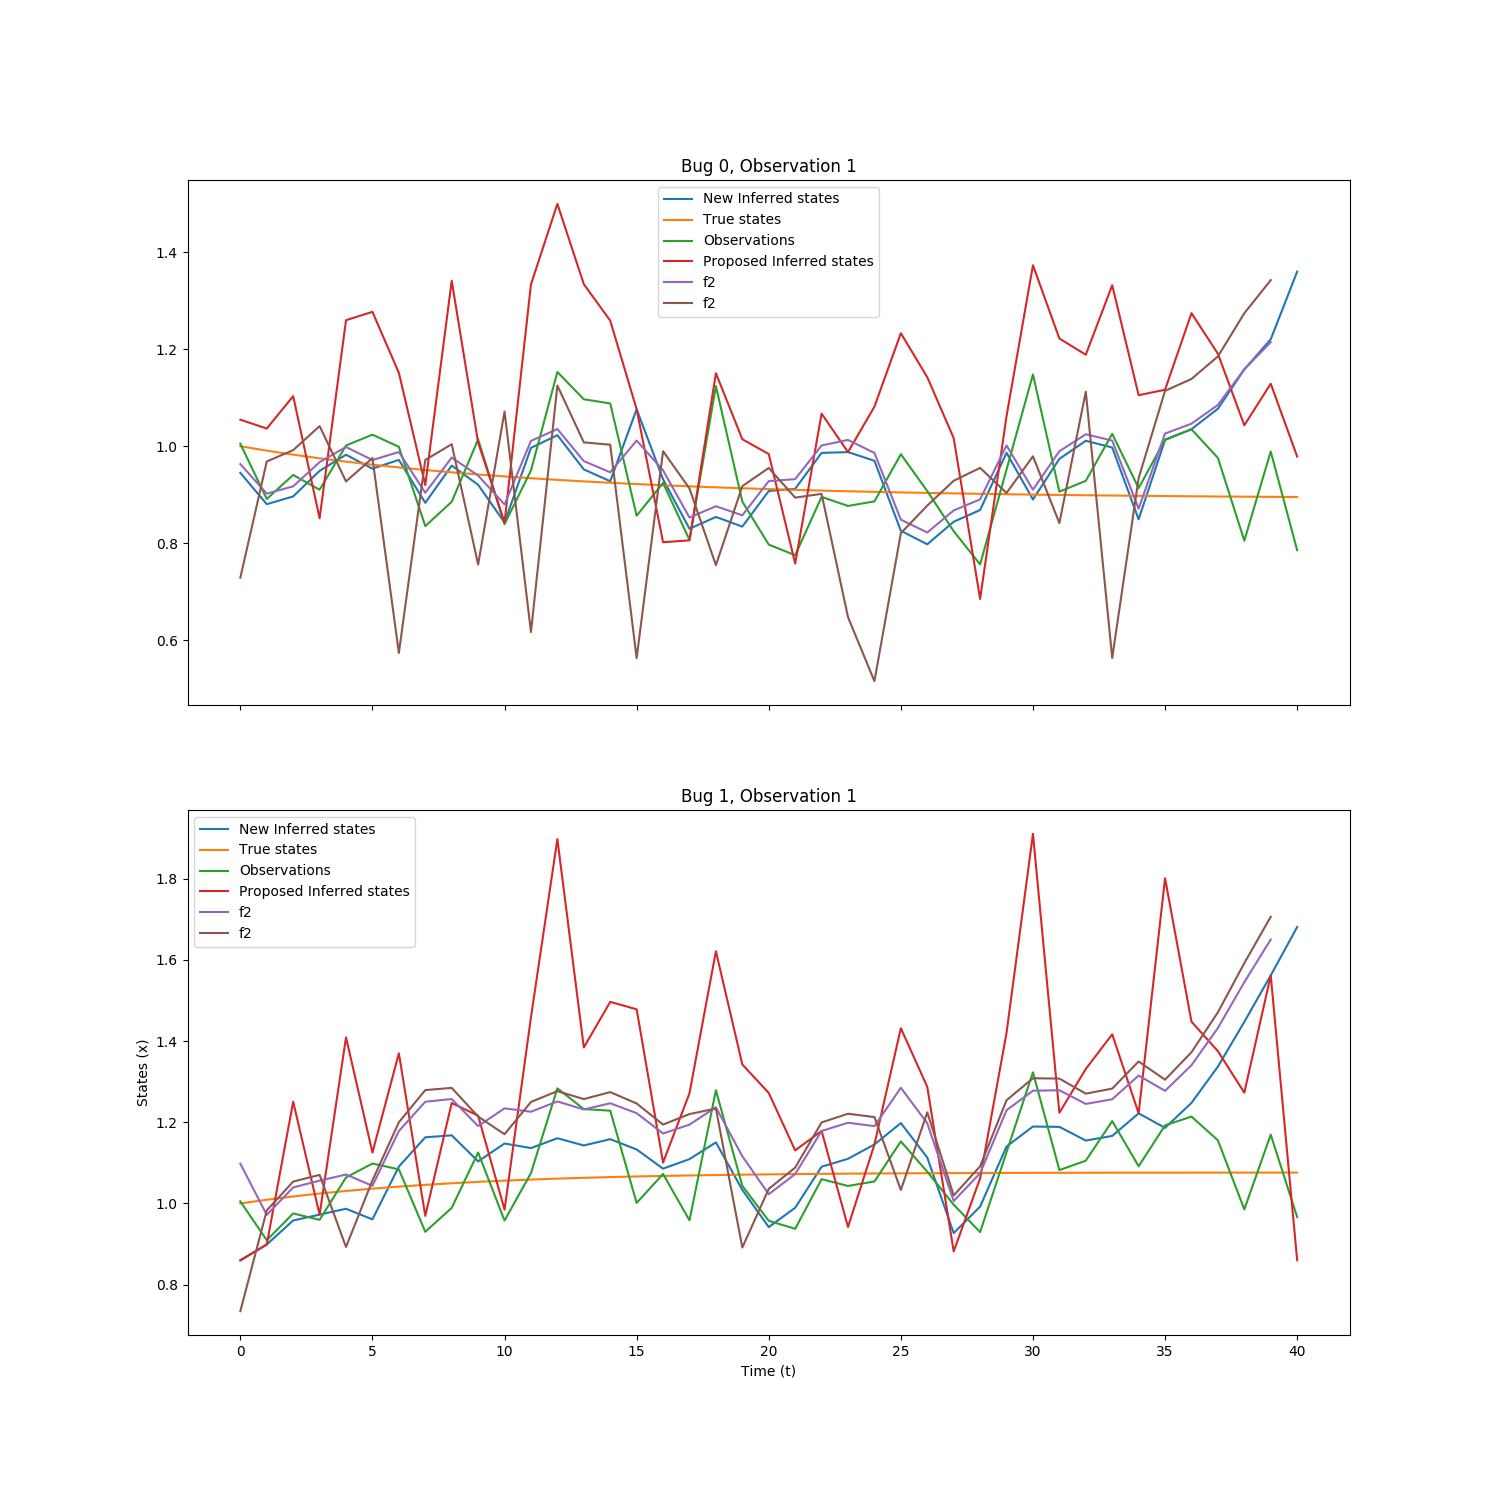 Bug 0, Observation 1
New Inferred states
True states
Observations
Proposed Inferred states
f2
f2
1.4
1.2
1.0
0.8
0.6
Bug 1, Observation 1
New Inferred states
True states
Observations
Proposed Inferred states
f2
f2
1.8
1.6
1.4
1.2
1.0
0.8
States (x)
0 5 10 15 20 25 30 35 40
Time (t)